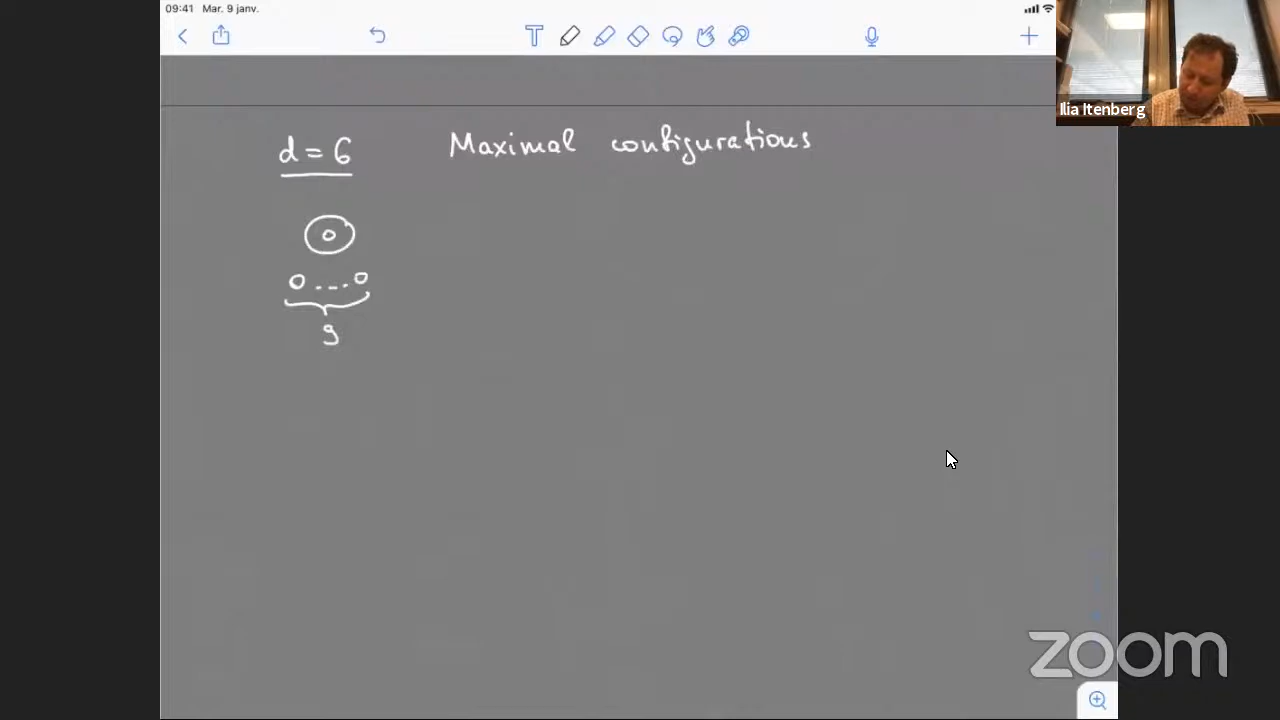 09:41 Mar. 9 janv.
Ilia Itenberg
d = 6 Maximal configurations
9
zoom